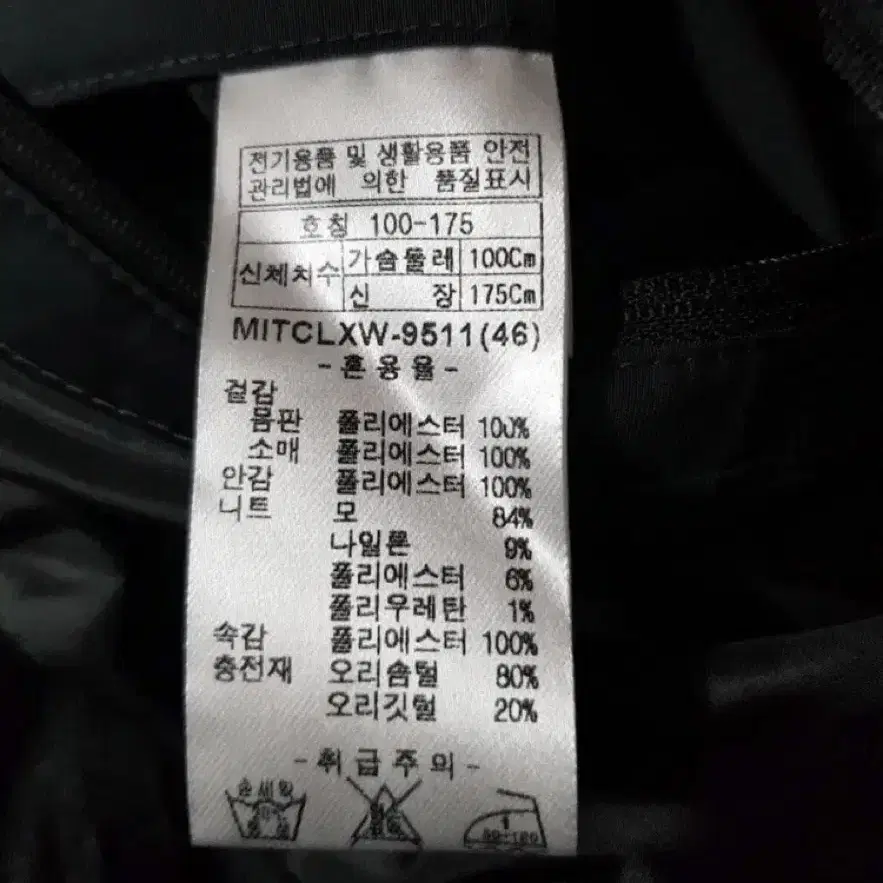 전기용품 및 생활용품 안전
관리법에 의한 품질표시
호칭 100-175
신체치수 가슴둘레 100Cm
신 장 175Cm
MITCLXW-9511(46)
-혼용율-
겉감
몸판 폴리에스터 100%
소매 폴리에스터 100%
안감 폴리에스터 100%
니트 모 84%
나일론 9%
폴리에스터 6%
폴리우레탄 1%
속감 폴리에스터 100%
충전재 오리솜털 80%
오리깃털 20%
-취급주의-
손세탁
중성
1